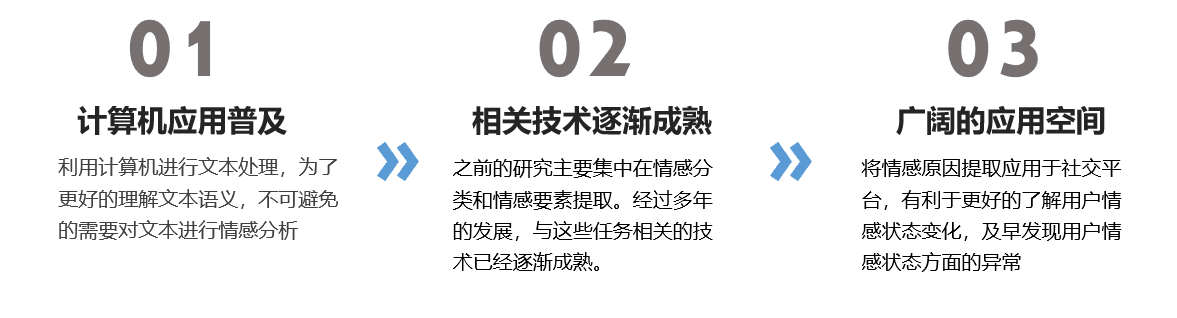 01
计算机应用普及
利用计算机进行文本处理，为了
更好的理解文本语义，不可避免
的需要对文本进行情感分析
02
相关技术逐渐成熟
之前的研究主要集中在情感分
类和情感要素提取。经过多年
的发展，与这些任务相关的技
术已经逐渐成熟。
03
广阔的应用空间
将情感原因提取应用于社交平
台，有利于更好的了解用户情
感状态变化，及早发现用户情
感状态方面的异常